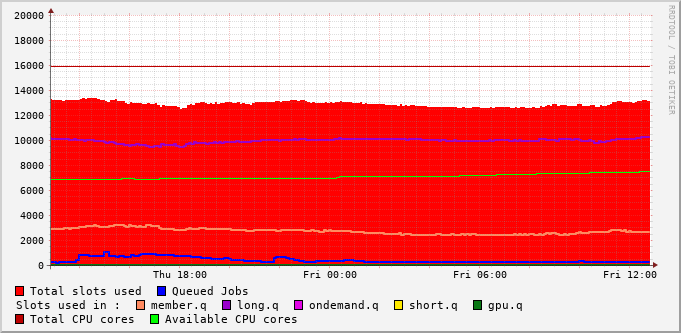 20000
18000
16000
14000
12000
10000
8000
6000
4000
2000
0
Thu 18:00 Fri 00:00 Fri 06:00 Fri 12:00
RRDTOOL / TOBI OETIKER
Total slots used Queued Jobs
Slots used in : member.q long.q ondemand.q short.q gpu.q
Total CPU cores Available CPU cores